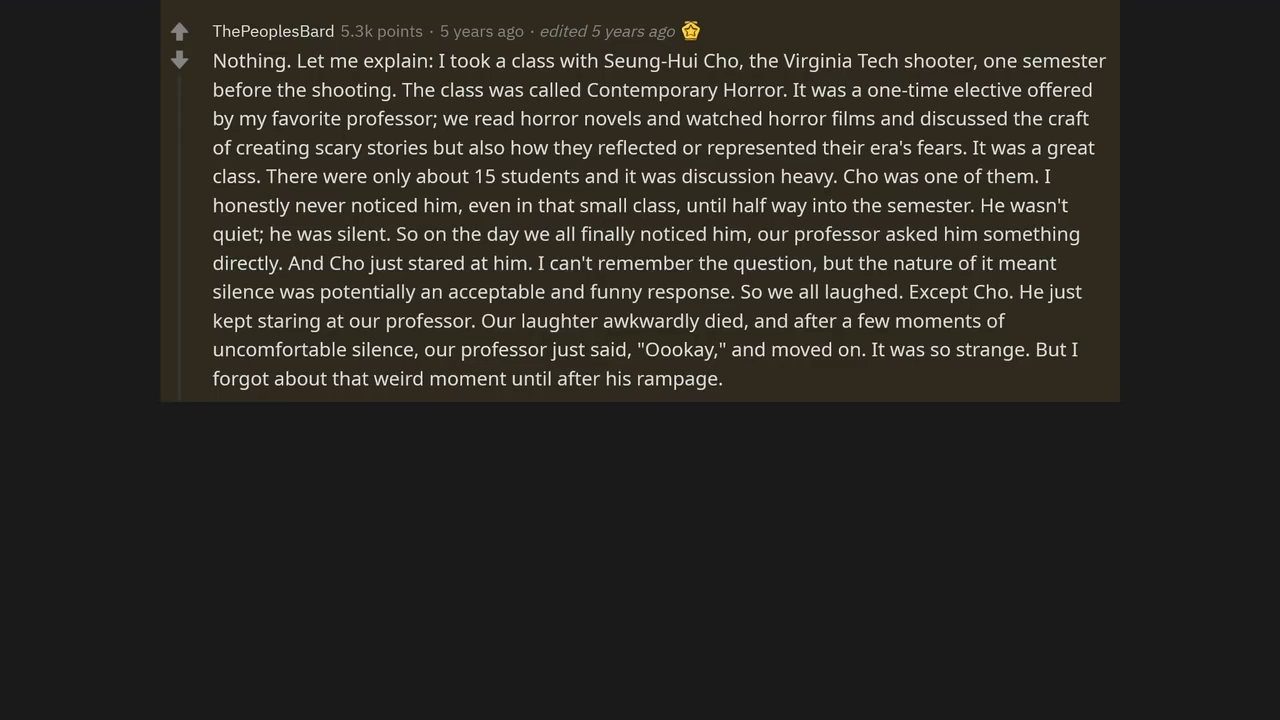 ThePeoplesBard 5.3k points · 5 years ago · edited 5 years ago
Nothing. Let me explain: I took a class with Seung-Hui Cho, the Virginia Tech shooter, one semester
before the shooting. The class was called Contemporary Horror. It was a one-time elective offered
by my favorite professor; we read horror novels and watched horror films and discussed the craft
of creating scary stories but also how they reflected or represented their era's fears. It was a great
class. There were only about 15 students and it was discussion heavy. Cho was one of them. I
honestly never noticed him, even in that small class, until half way into the semester. He wasn't
quiet; he was silent. So on the day we all finally noticed him, our professor asked him something
directly. And Cho just stared at him. I can't remember the question, but the nature of it meant
silence was potentially an acceptable and funny response. So we all laughed. Except Cho. He just
kept staring at our professor. Our laughter awkwardly died, and after a few moments of
uncomfortable silence, our professor just said, "Oookay," and moved on. It was so strange. But I
forgot about that weird moment until after his rampage.